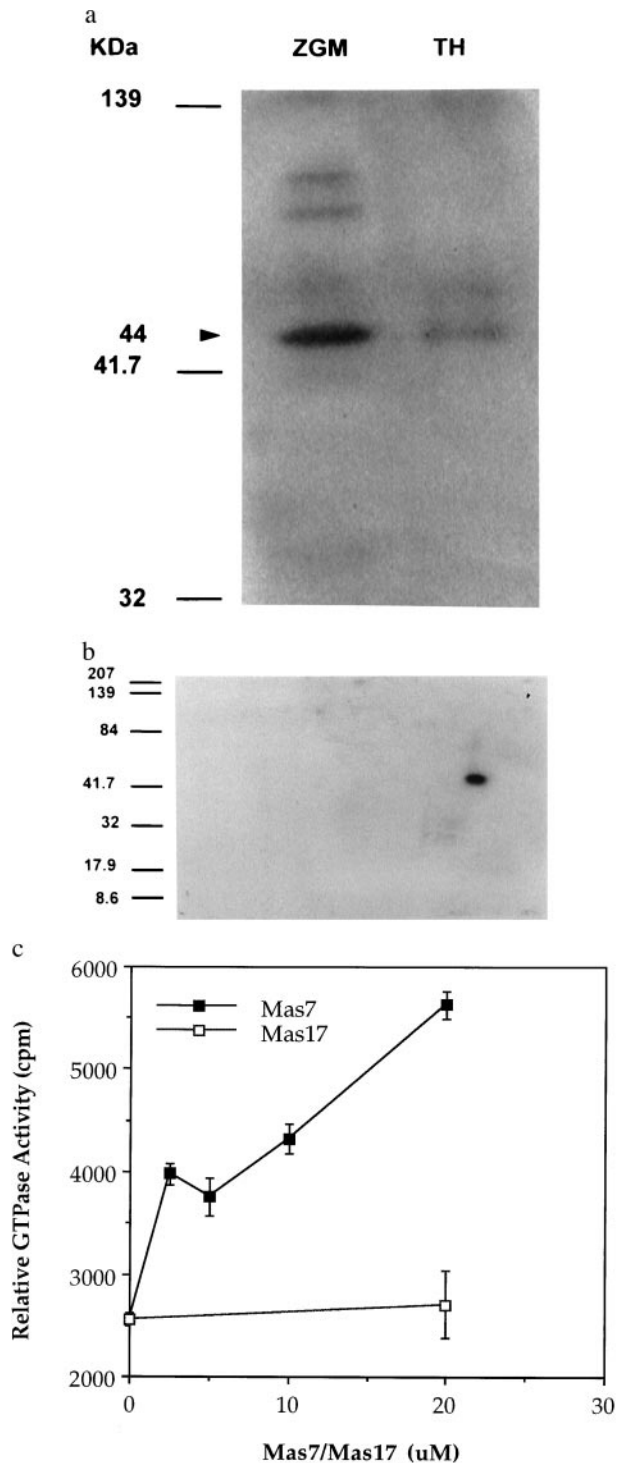 a
KDa ZGM TH
139
44
41.7
32
b
207
139
84
41.7
32
17.9
8.6
c
6000
5000
4000
3000
2000
Relative GTPase Activity (cpm)
Mas7
Mas17
0 10 20 30
Mas7/Mas17 (uM)